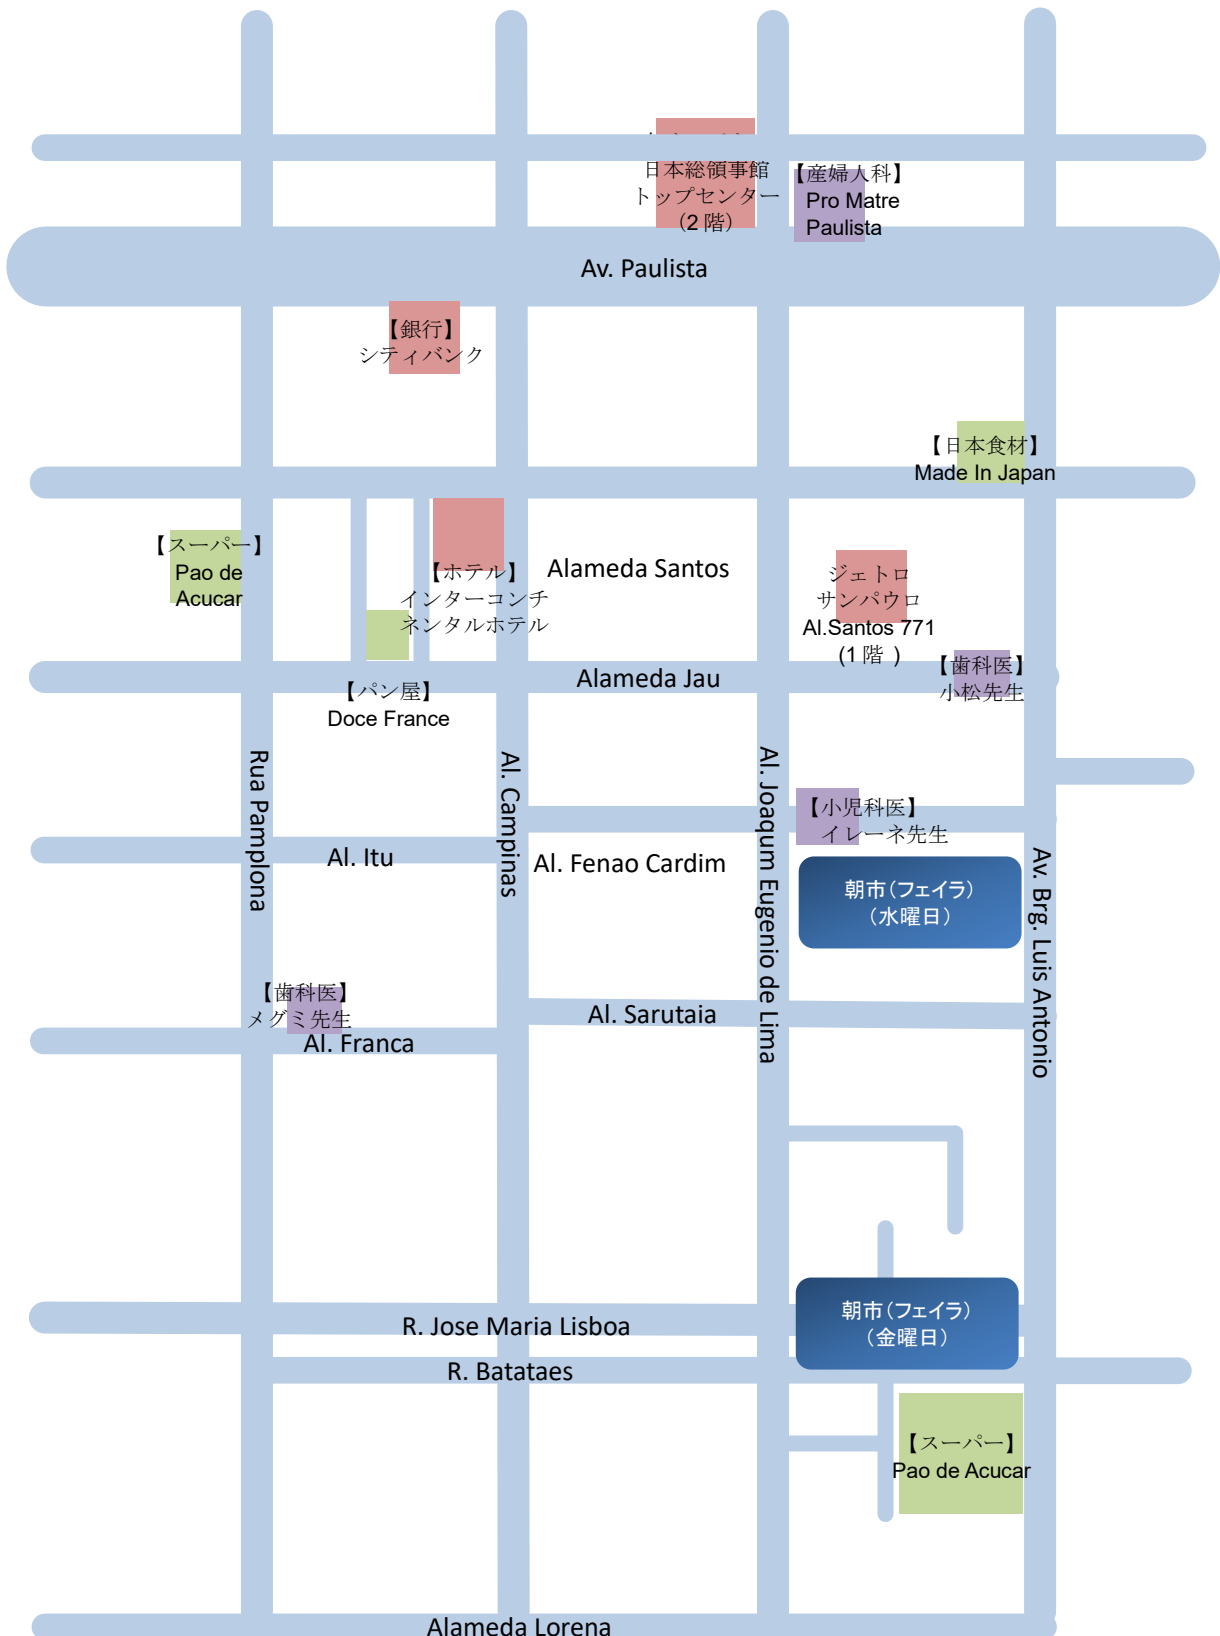 日本総領事館
トップセンター
（2 階）
【産婦人科】
Pro Matre
Paulista
Av. Paulista
【銀行】
シティバンク
【日本食材】
Made In Japan
【スーパー】
Pao de
Acucar
【ホテル】
インターコンチ
ネンタルホテル
Alameda Santos
ジェトロ
サンパウロ
Al.Santos 771
(1 階 )
【歯科医】
小松先生
Alameda Jau
【パン屋】
Doce France
Rua Pamplona
Al. Campinas
Al. Joaqum Eugenio de Lima
Av. Brg. Luis Antonio
【小児科医】
イレーネ先生
Al. Itu
Al. Fenao Cardim
朝市（フェイラ）
（水曜日）
【歯科医】
メグミ先生
Al. Franca
Al. Sarutaia
朝市（フェイラ）
（金曜日）
R. Jose Maria Lisboa
R. Batataes
【スーパー】
Pao de Acucar
Alameda Lorena